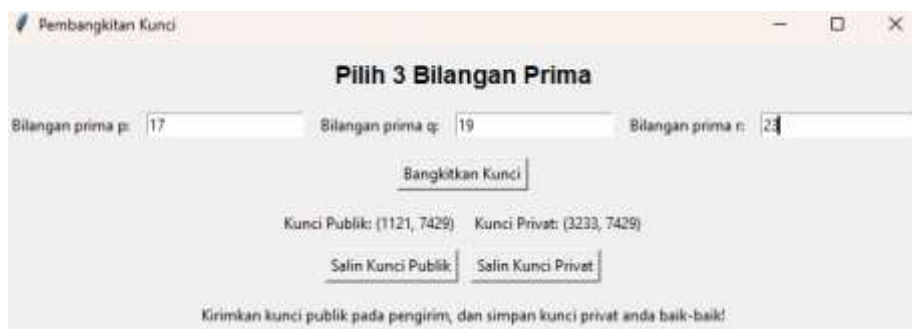 Pembangkitan Kunci
Pilih 3 Bilangan Prima
Bilangan prima p: 17 Bilangan prima q: 19 Bilangan prima r: 23
Bangkitkan Kunci
Kunci Publik: (1121, 7429) Kunci Privat: (3233, 7429)
Salin Kunci Publik Salin Kunci Privat
Kirimkan kunci publik pada pengirim, dan simpan kunci privat anda baik-baik!